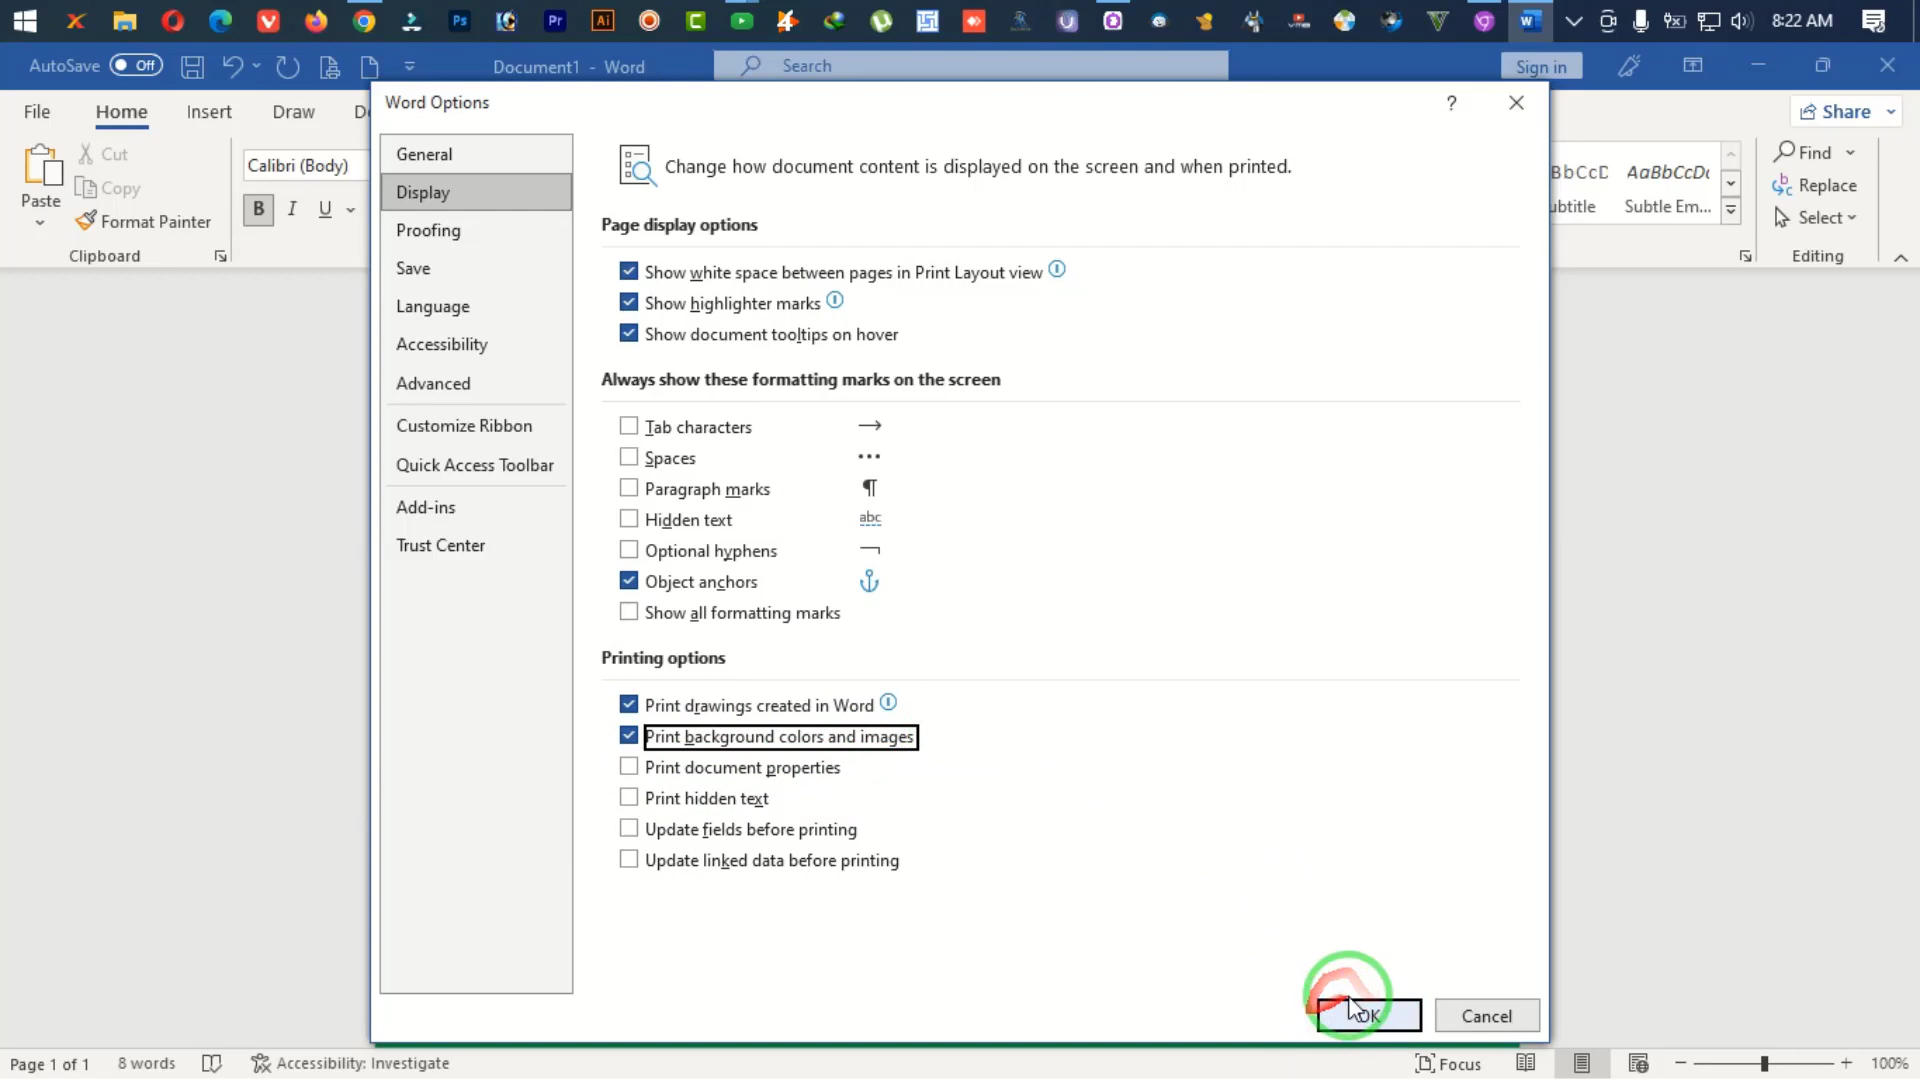 8:22 AM
AutoSave Off Document1 - Word Search Sign in
File Home Insert Draw Share
Word Options ?
Paste
Cut
Copy
Format Painter
Clipboard
Calibri (Body)
B I U
General
Display
Proofing
Save
Language
Accessibility
Advanced
Customize Ribbon
Quick Access Toolbar
Add-ins
Trust Center
Change how document content is displayed on the screen and when printed.
Page display options
Show white space between pages in Print Layout view
Show highlighter marks
Show document tooltips on hover
Always show these formatting marks on the screen
Tab characters →
Spaces •••
Paragraph marks ¶
Hidden text abc
Optional hyphens ¬
Object anchors
Show all formatting marks
Printing options
Print drawings created in Word
Print background colors and images
Print document properties
Print hidden text
Update fields before printing
Update linked data before printing
OK Cancel
AaBbCcD
Subtle Em...
Find
Replace
Select
Editing
Page 1 of 1 8 words Accessibility: Investigate Focus 100%